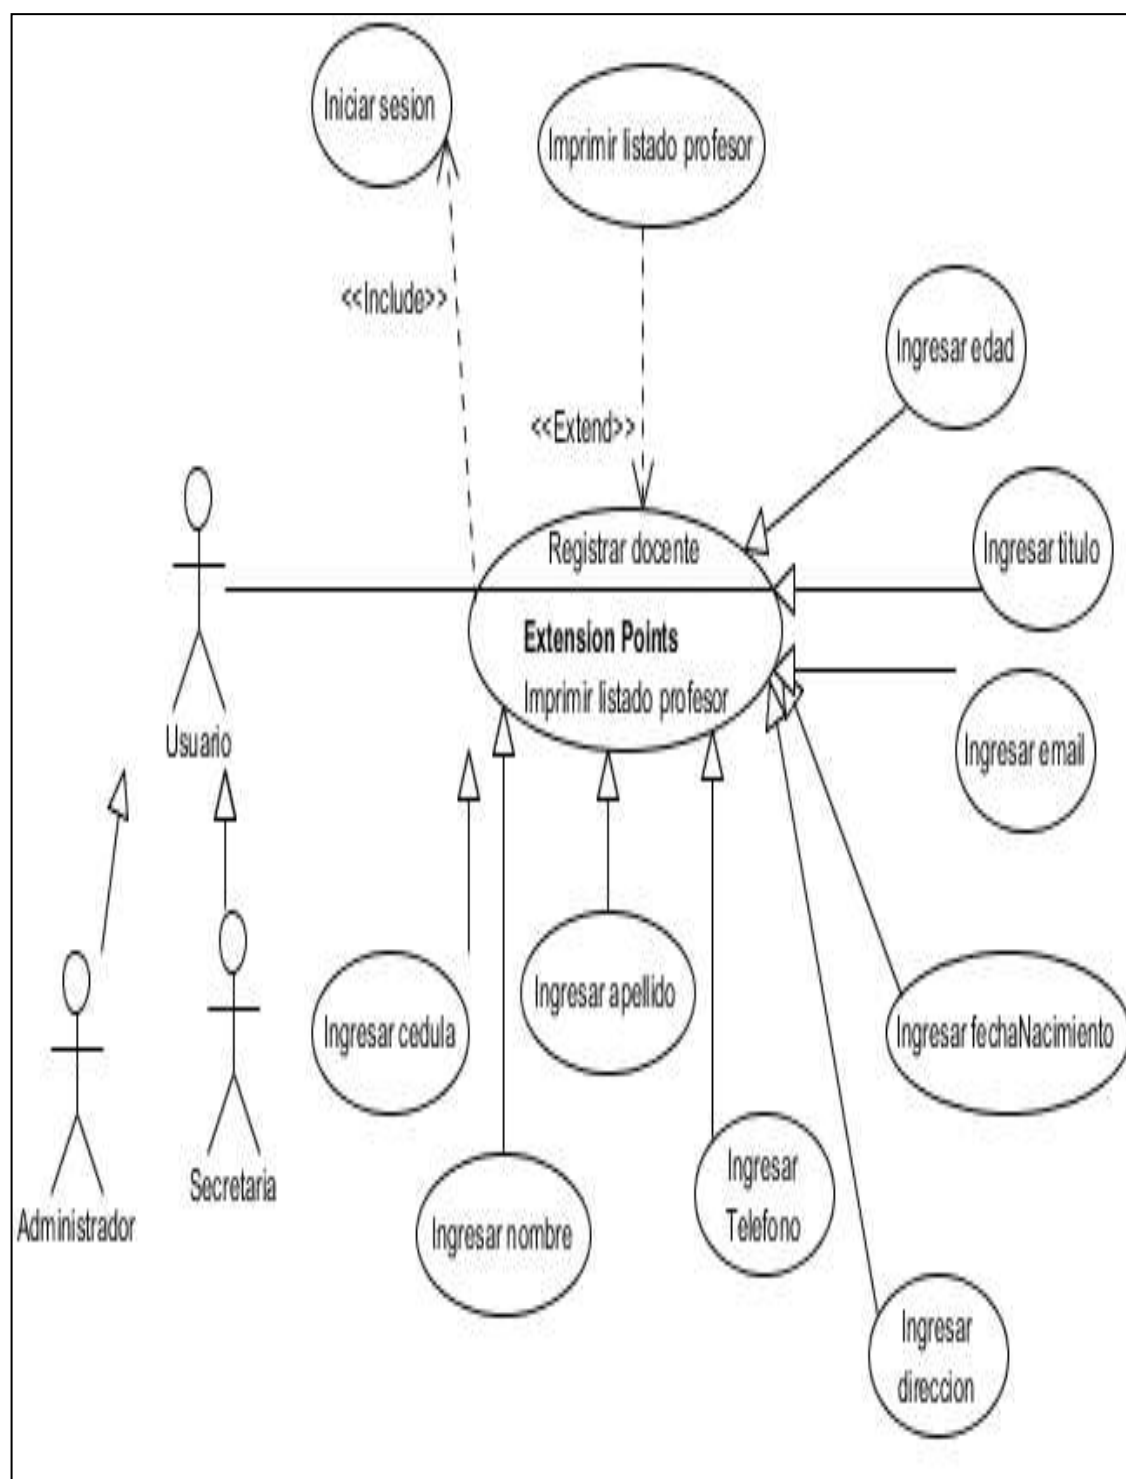 Iniciar sesion
Imprimir listado profesor
<<Include>>
Ingresar edad
<<Extend>>
Registrar docente
Ingresar titulo
Extension Points
Imprimir listado profesor
Usuario
Ingresar email
Ingresar apellido
Ingresar cedula
Ingresar fechaNacimiento
Ingresar
Telefono
Secretaria
Administrador
Ingresar nombre
Ingresar
direccion